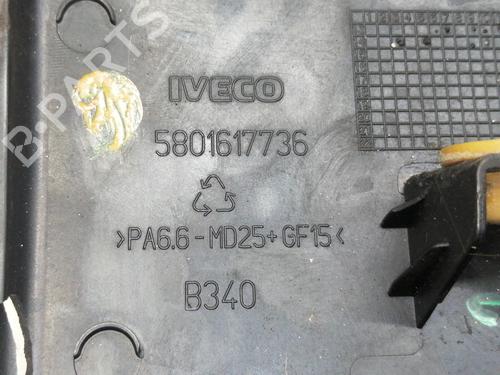 IVECO
5801617736
>PA6.6-MD25+GF15<
B340
B-PARTS